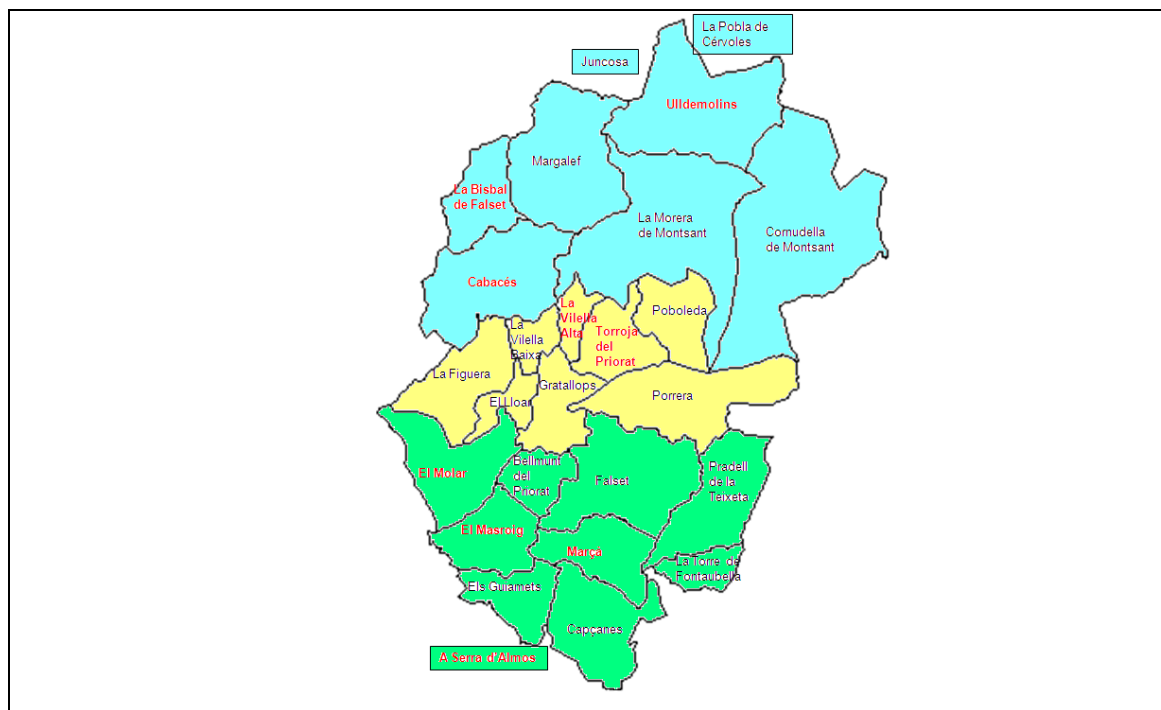 La Pobla de
Cérvoles
Juncosa
Ulldemolins
Margalef
La Bisbal
de Falset
La Morera
de Montsant
Cornudella
de Montsant
Cabacés
La
Vilella
Alta
Poboleda
La
Vilella
Baixa
Torroja
del
Priorat
La Figuera
Gratallops
El Lloar
Porrera
El Molar
Bellmunt
del
Priorat
Falset
Pradell
de la
Teixeta
El Masroig
Març̧à
La Torre de
Fontaubella
Els Guiamets
Capçanes
A Serra d'Almos